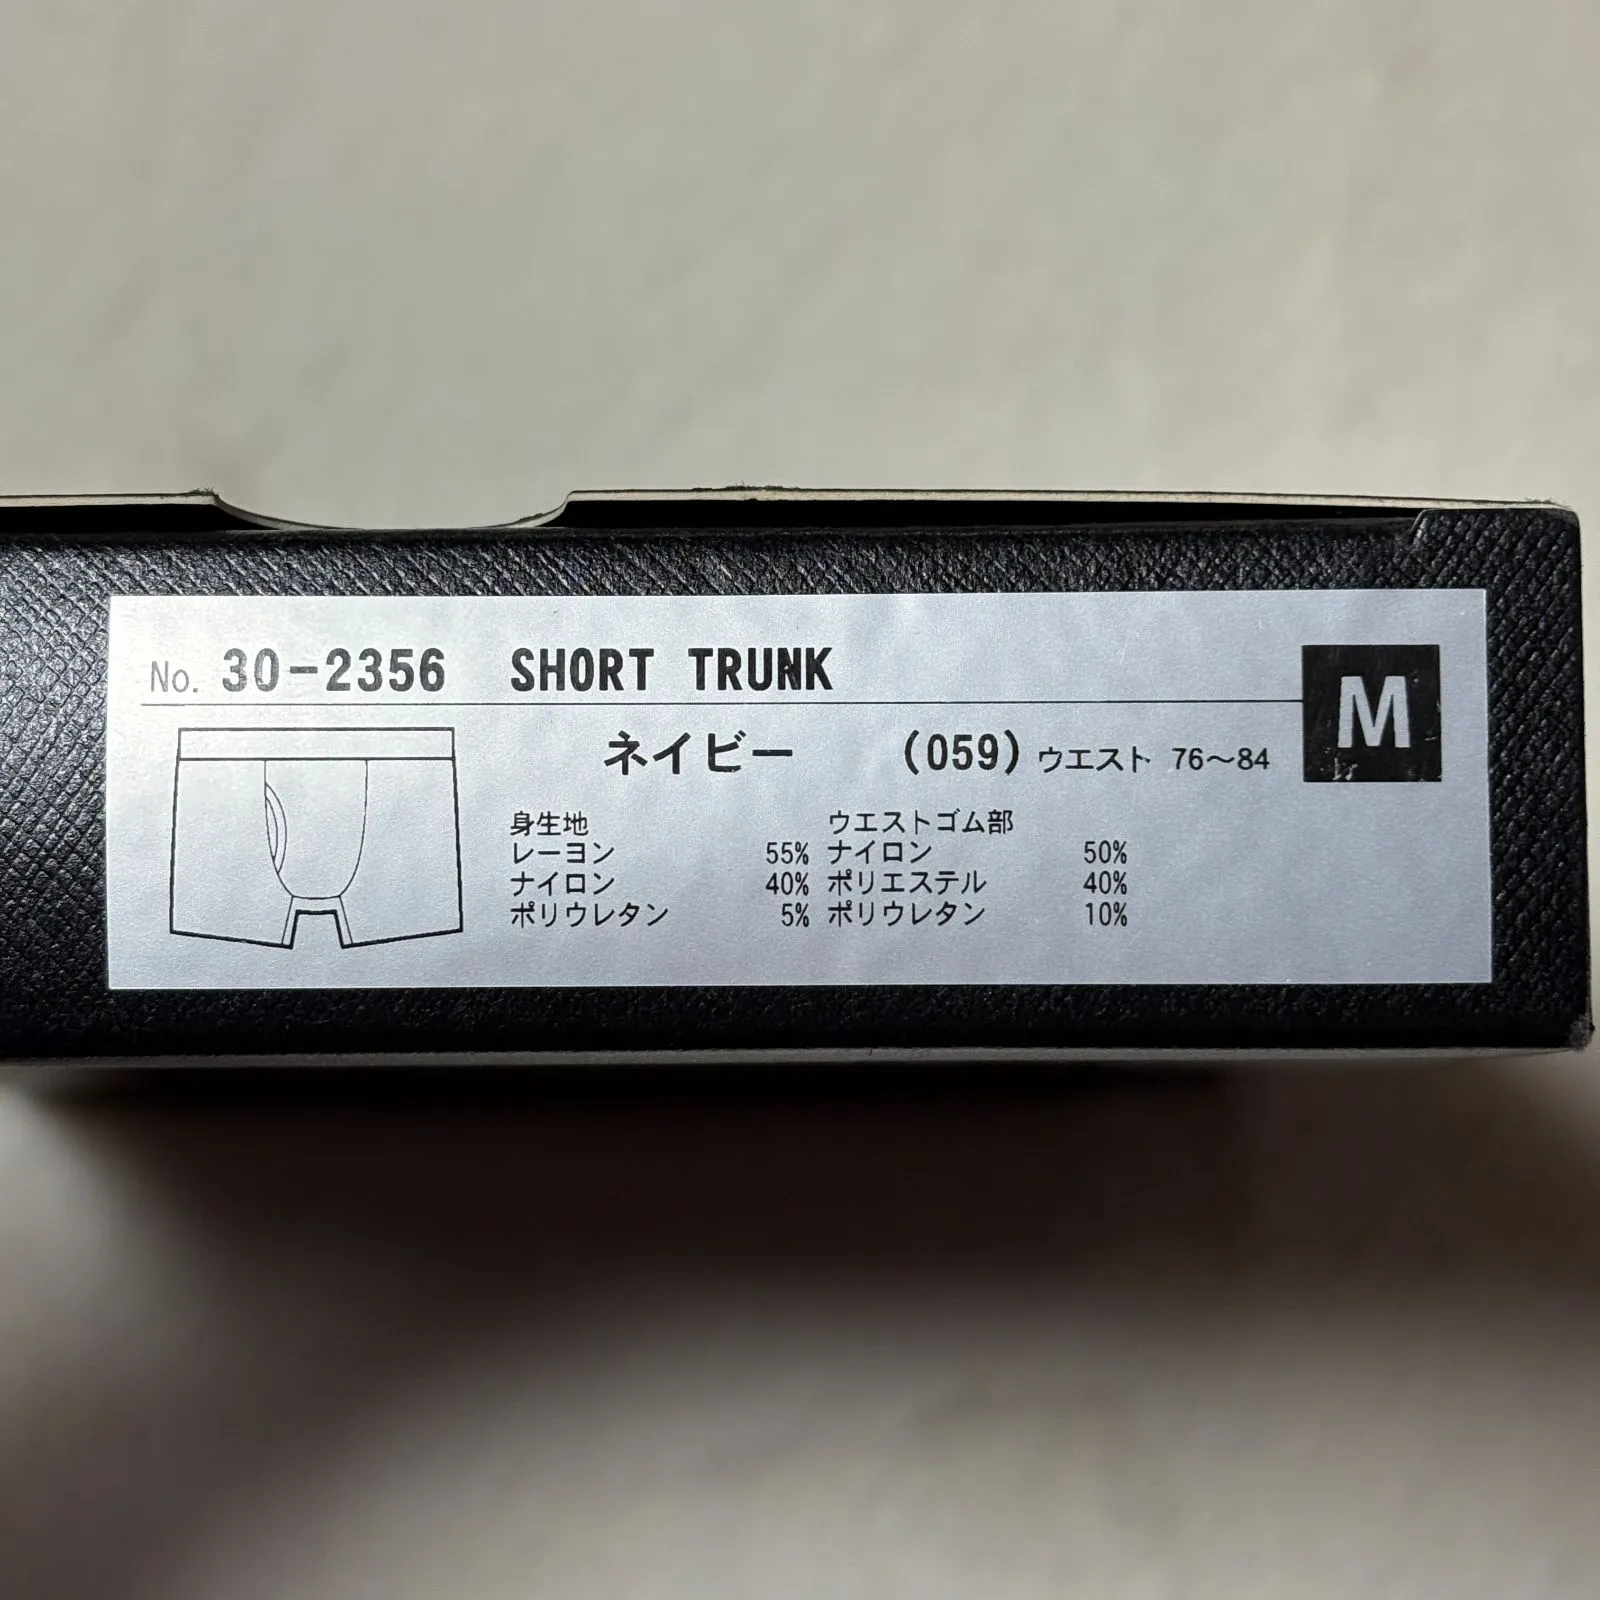 No. 30-2356 SHORT TRUNK
M
ネイビー (059) ウエスト 76～84
身生地 ウエストゴム部
レーヨン 55% ナイロン 50%
ナイロン 40% ポリエステル 40%
ポリウレタン 5% ポリウレタン 10%